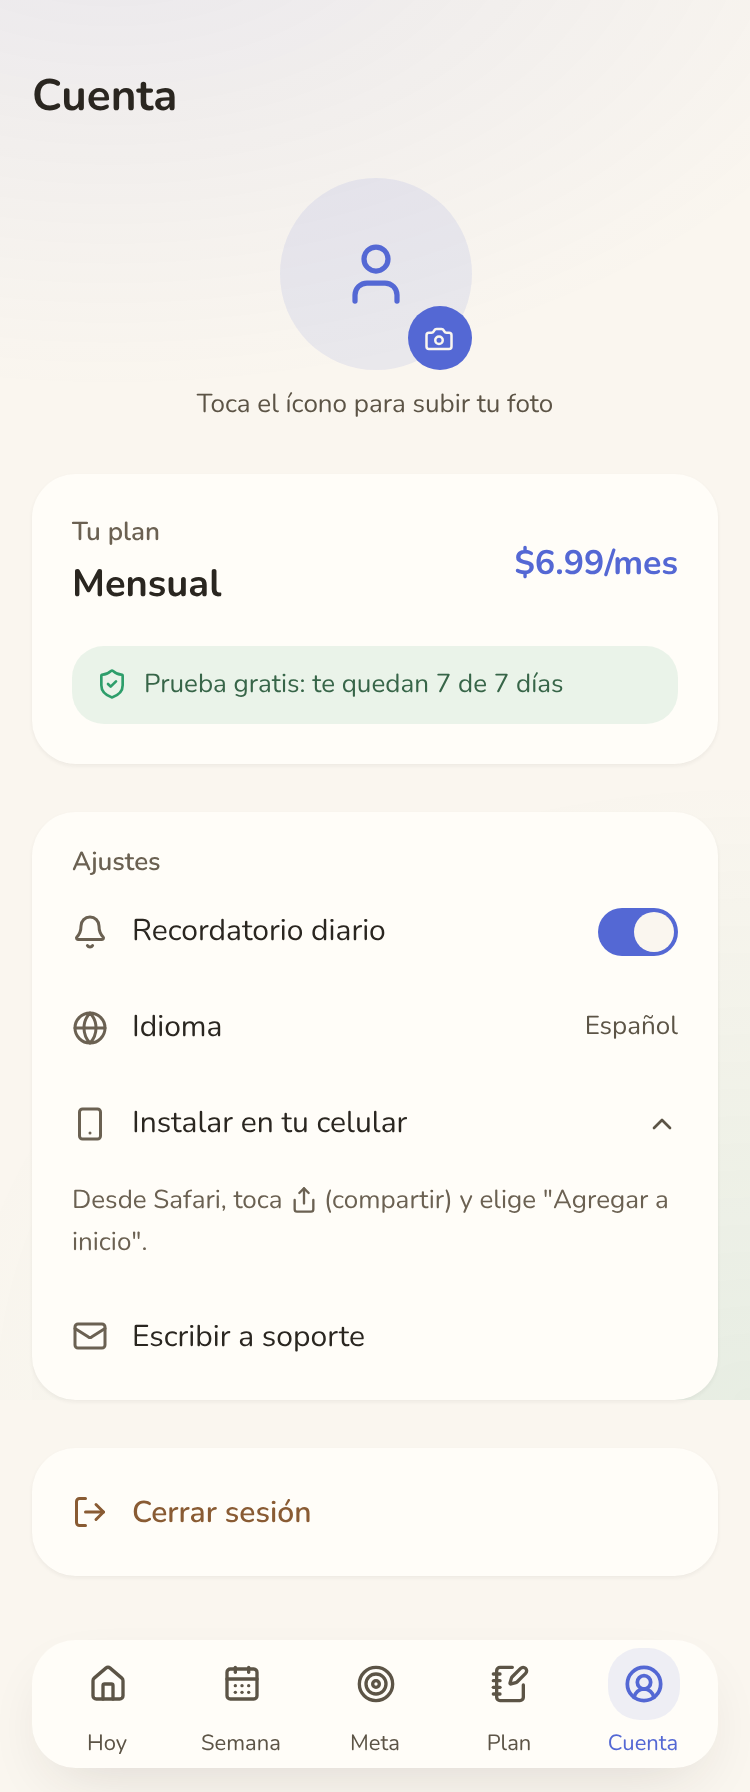 Cuenta
Toca el ícono para subir tu foto
Tu plan
Mensual
$6.99/mes
Prueba gratis: te quedan 7 de 7 días
Ajustes
Recordatorio diario
Idioma
Español
Instalar en tu celular
Desde Safari, toca (compartir) y elige "Agregar a
inicio".
Escribir a soporte
Cerrar sesión
Hoy
Semana
Meta
Plan
Cuenta